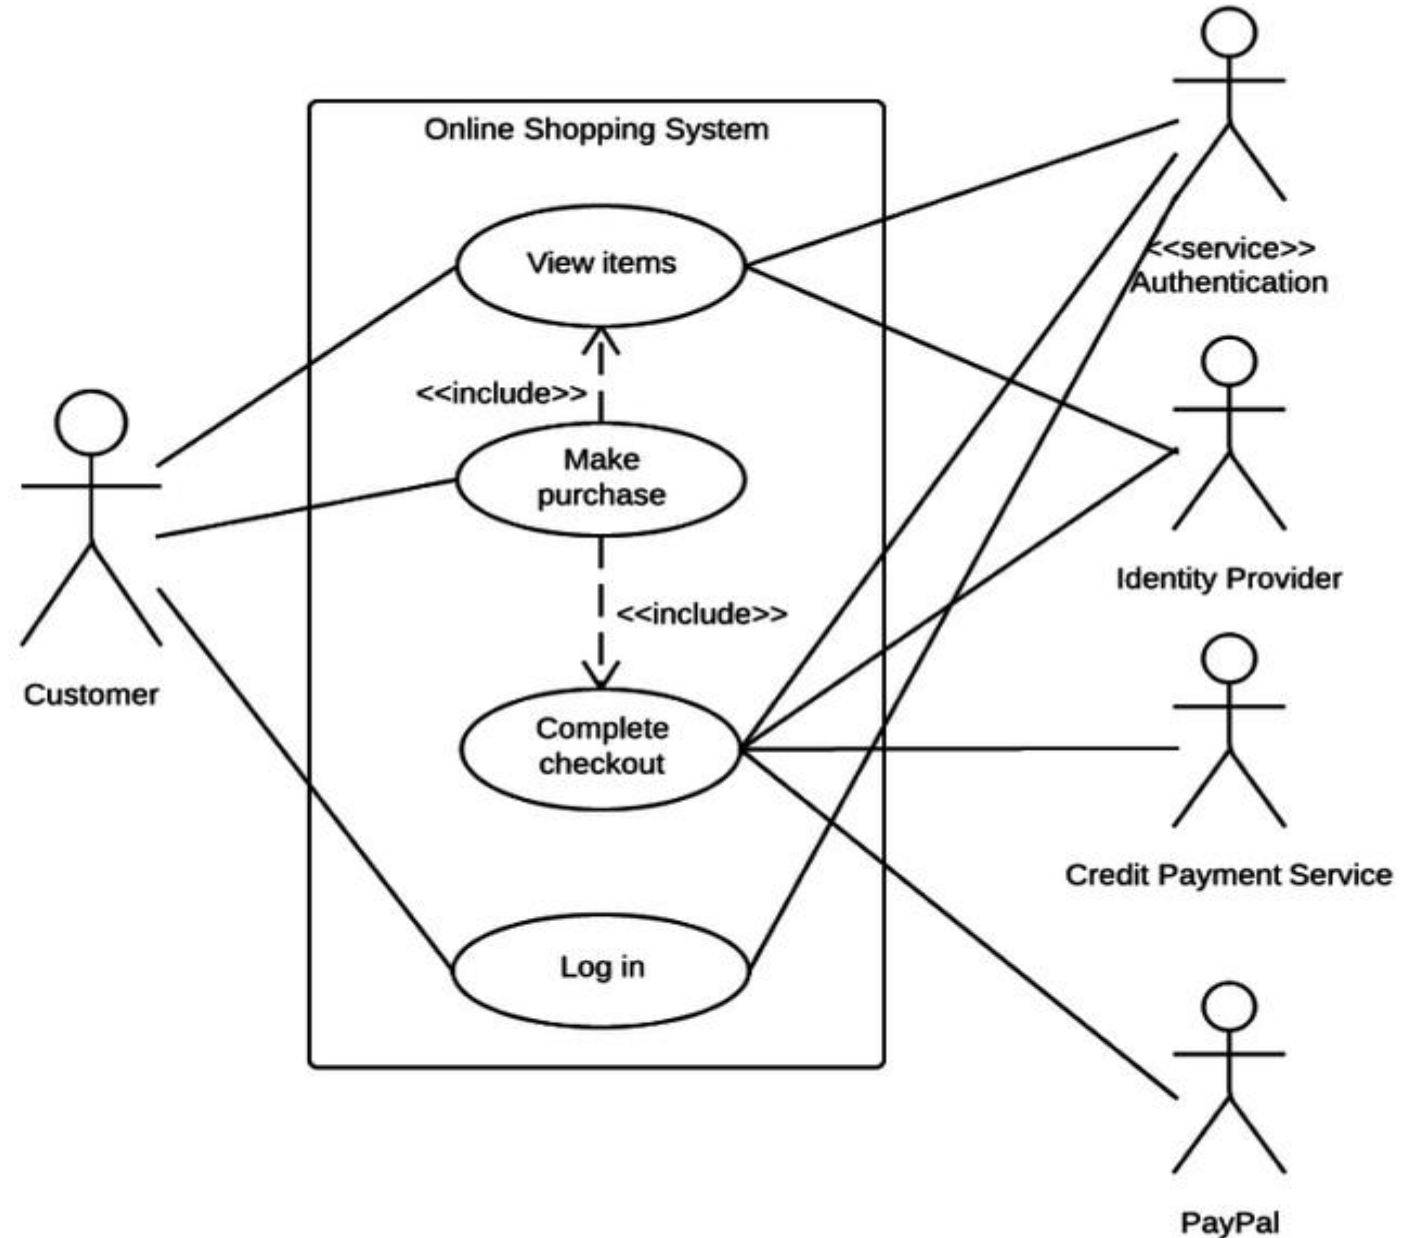 Online Shopping System
View items
<<service>>
Authentication
<<include>>
Make
purchase
Identity Provider
<<include>>
Customer
Complete
checkout
Credit Payment Service
Log in
PayPal